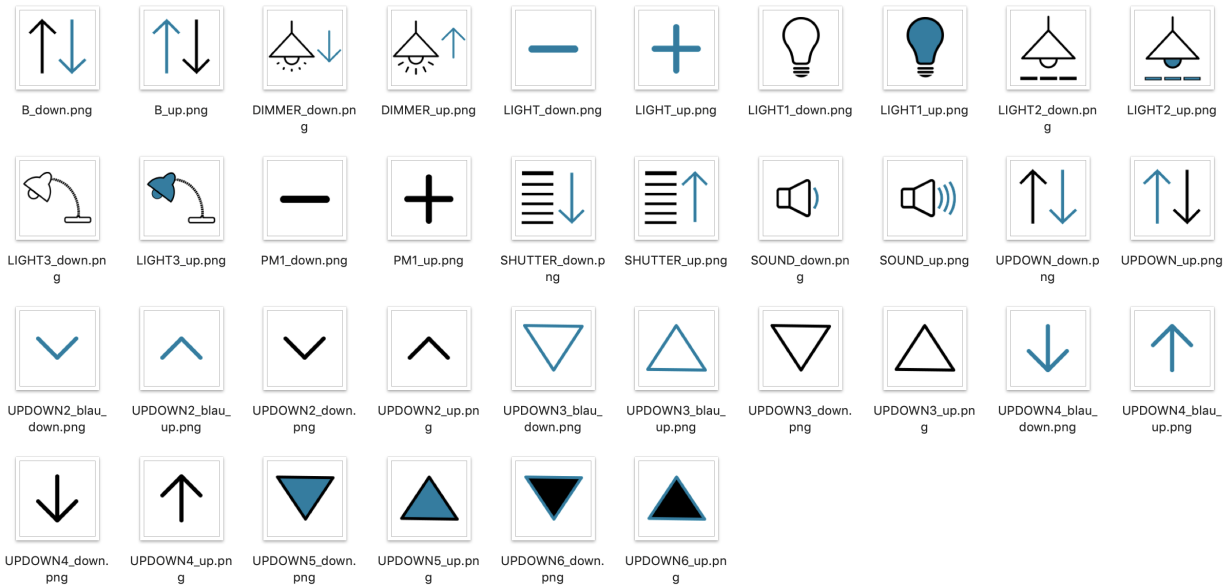 B_down.png
B_up.png
DIMMER_down.pn
g
DIMMER_up.png
LIGHT_down.png
LIGHT_up.png
LIGHT1_down.png
LIGHT1_up.png
LIGHT2_down.pn
g
LIGHT2_up.png
LIGHT3_down.pn
g
LIGHT3_up.png
PM1_down.png
PM1_up.png
SHUTTER_down.p
ng
SHUTTER_up.png
SOUND_down.pn
g
SOUND_up.png
UPDOWN_down.p
ng
UPDOWN_up.png
UPDOWN2_blau_
down.png
UPDOWN2_blau_
up.png
UPDOWN2_down.
png
UPDOWN2_up.pn
g
UPDOWN3_blau_
down.png
UPDOWN3_blau_
up.png
UPDOWN3_down.
png
UPDOWN3_up.pn
g
UPDOWN4_blau_
down.png
UPDOWN4_blau_
up.png
UPDOWN4_down.
png
UPDOWN4_up.pn
g
UPDOWN5_down.
png
UPDOWN5_up.pn
g
UPDOWN6_down.
png
UPDOWN6_up.pn
g